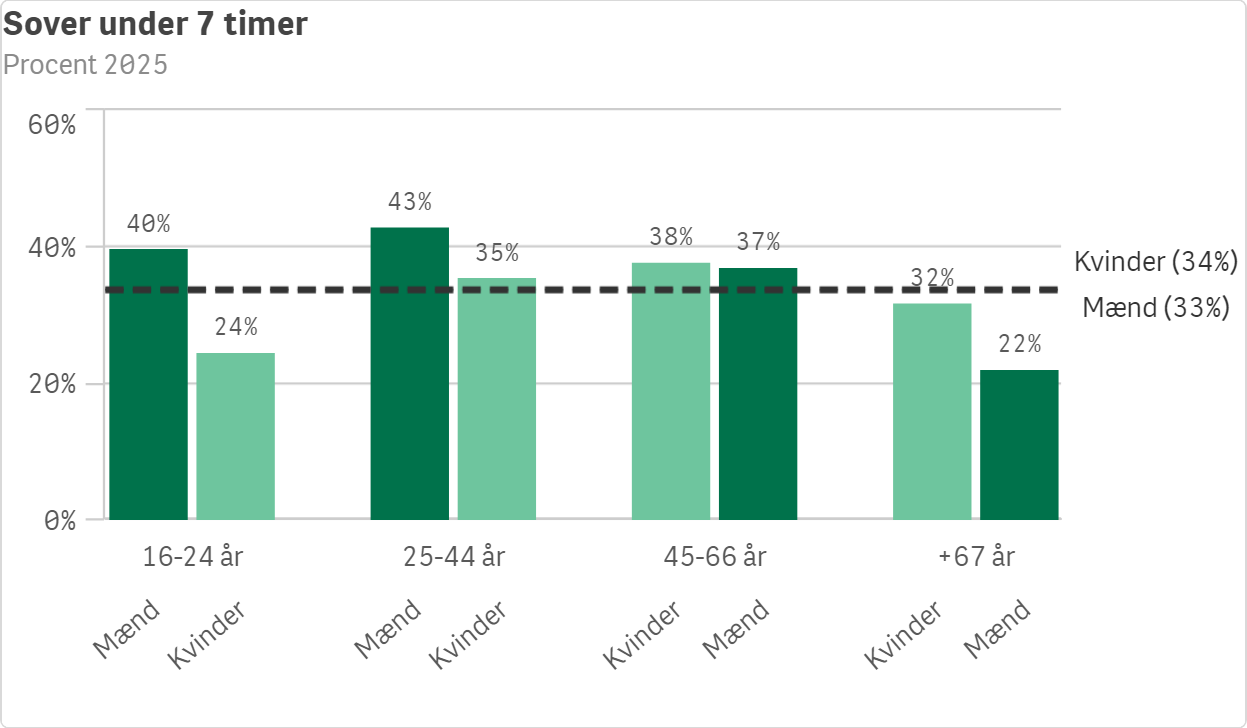 Sover under 7 timer
Procent 2025
60%
40%
20%
0%
40%
24%
43%
35%
38%
37%
32%
22%
Kvinder (34%)
Mænd (33%)
16-24 år
25-44 år
45-66 år
+67 år
Mænd
Kvinder
Mænd
Kvinder
Kvinder
Mænd
Kvinder
Mænd